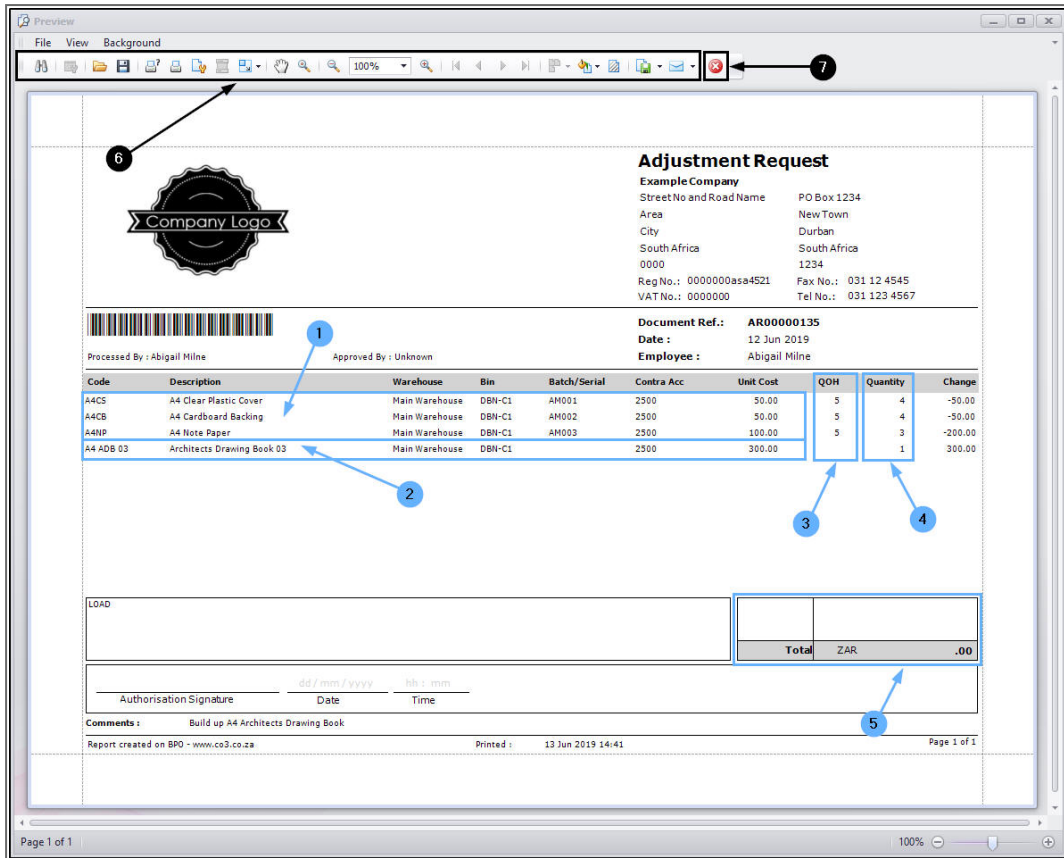 Preview
File View Background
100%
7
6
Company Logo
Adjustment Request
Example Company
Street No and Road Name PO Box 1234
Area New Town
City Durban
South Africa South Africa
0000 1234
Reg No.: 0000000asa4521 Fax No.: 031 12 4545
VAT No.: 0000000 Tel No.: 031 123 4567
Document Ref.: AR00000135
Date : 12 Jun 2019
Employee : Abigail Milne
1
Processed By : Abigail Milne Approved By : Unknown
Code Description Warehouse Bin Batch/Serial Contra Acc Unit Cost QOH Quantity Change
A4CS A4 Clear Plastic Cover Main Warehouse DBN-C1 AM001 2500 50.00 5 4 -50.00
A4CB A4 Cardboard Backing Main Warehouse DBN-C1 AM002 2500 50.00 5 4 -50.00
A4NP A4 Note Paper Main Warehouse DBN-C1 AM003 2500 100.00 5 3 -200.00
A4 ADB 03 Architects Drawing Book 03 Main Warehouse DBN-C1 2500 300.00 1 300.00
2
3
4
LOAD
Total ZAR .00
dd / mm / yyyy hh : mm
Authorisation Signature Date Time
5
Comments : Build up A4 Architects Drawing Book
Report created on BPO - www.co3.co.za Printed : 13 Jun 2019 14:41 Page 1 of 1
Page 1 of 1 100%